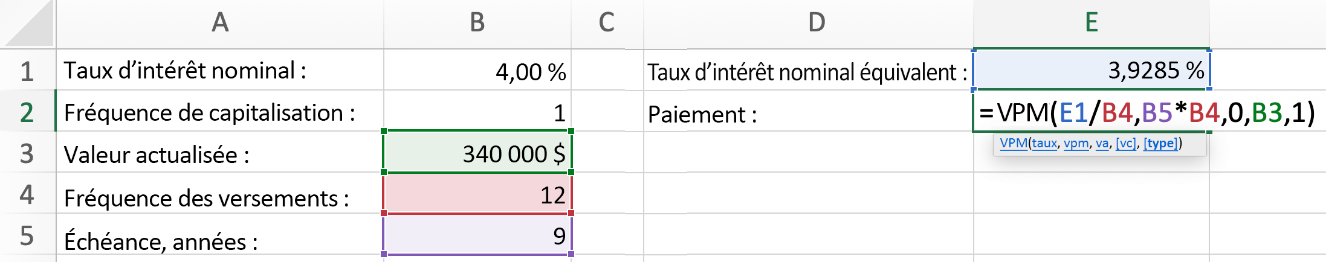 A B C D E
1 Taux d’intérêt nominal : 4,00 % Taux d’intérêt nominal équivalent : 3,9285 %
2 Fréquence de capitalisation : 1 Paiement : =VPM(E1/B4,B5*B4,0,B3,1)
3 Valeur actualisée : 340 000 $ VPM(taux, vpm, va, [vc], [type])
4 Fréquence des versements : 12
5 Échéance, années : 9